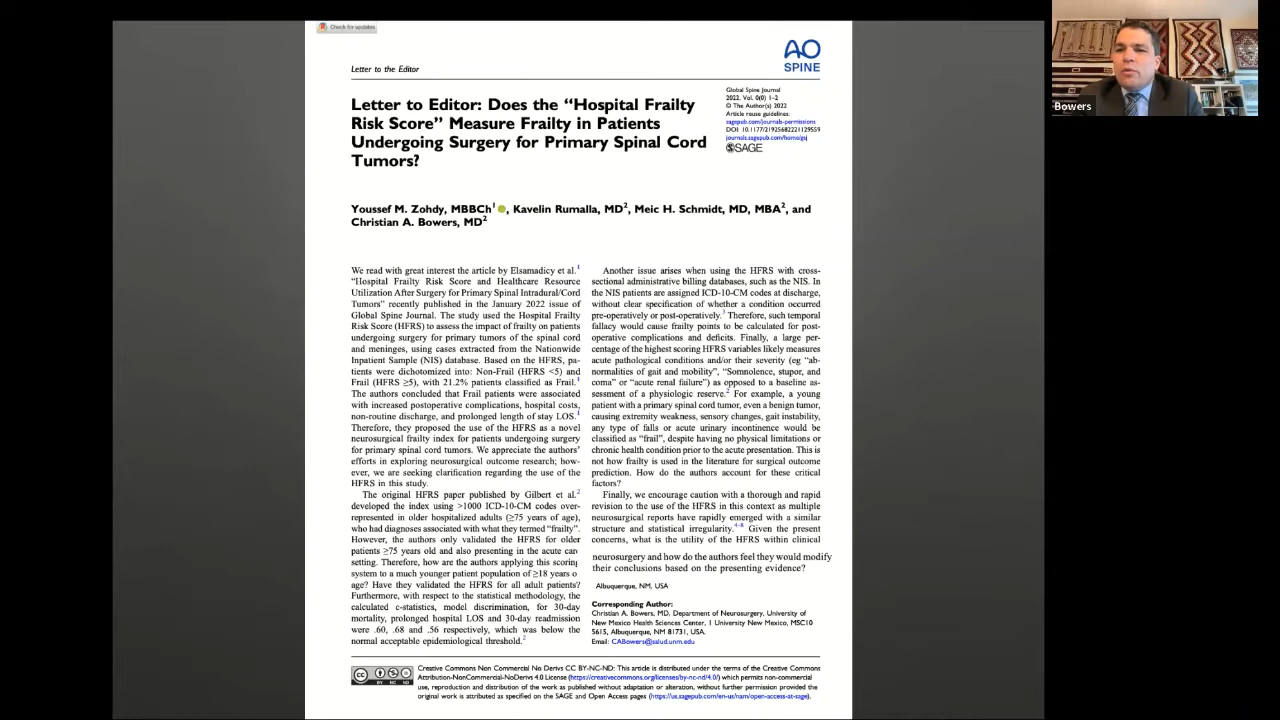 Check for updates
AO
SPINE
Letter to the Editor
Letter to Editor: Does the “Hospital Frailty
Risk Score” Measure Frailty in Patients
Undergoing Surgery for Primary Spinal Cord
Tumors?
Global Spine Journal
2022, Vol. 0(0) 1–2
© The Author(s) 2022
Article reuse guidelines:
sagepub.com/journals-permissions
DOI: 10.1177/21925682221129559
journals.sagepub.com/home/gsj
SAGE
Youssef M. Zohdy, MBBCh1, Kavelin Rumalla, MD2, Meic H. Schmidt, MD, MBA2, and
Christian A. Bowers, MD2
We read with great interest the article by Elsamadicy et al.1
“Hospital Frailty Risk Score and Healthcare Resource
Utilization After Surgery for Primary Spinal Intradural/Cord
Tumors” recently published in the January 2022 issue of
Global Spine Journal. The study used the Hospital Frailty
Risk Score (HFRS) to assess the impact of frailty on patients
undergoing surgery for primary tumors of the spinal cord
and meninges, using cases extracted from the Nationwide
Inpatient Sample (NIS) database. Based on the HFRS, pa-
tients were dichotomized into: Non-Frail (HFRS <5) and
Frail (HFRS ≥5), with 21.2% patients classified as Frail.1
The authors concluded that Frail patients were associated
with increased postoperative complications, hospital costs,
non-routine discharge, and prolonged length of stay LOS.1
Therefore, they proposed the use of the HFRS as a novel
neurosurgical frailty index for patients undergoing surgery
for primary spinal cord tumors. We appreciate the authors’
efforts in exploring neurosurgical outcome research; how-
ever, we are seeking clarification regarding the use of the
HFRS in this study.
The original HFRS paper published by Gilbert et al.2
developed the index using >1000 ICD-10-CM codes over-
represented in older hospitalized adults (≥75 years of age),
who had diagnoses associated with what they termed “frailty”.
However, the authors only validated the HFRS for older
patients ≥75 years old and also presenting in the acute care
setting. Therefore, how are the authors applying this scoring
system to a much younger patient population of ≥18 years o
age? Have they validated the HFRS for all adult patients?
Furthermore, with respect to the statistical methodology, the
calculated c-statistics, model discrimination, for 30-day
mortality, prolonged hospital LOS and 30-day readmission
were .60, .68 and .56 respectively, which was below the
normal acceptable epidemiological threshold.2
Another issue arises when using the HFRS with cross-
sectional administrative billing databases, such as the NIS. In
the NIS patients are assigned ICD-10-CM codes at discharge,
without clear specification of whether a condition occurred
pre-operatively or post-operatively.3 Therefore, such temporal
fallacy would cause frailty points to be calculated for post-
operative complications and deficits. Finally, a large per-
centage of the highest scoring HFRS variables likely measures
acute pathological conditions and/or their severity (eg “ab-
normalities of gait and mobility”, “Somnolence, stupor, and
coma” or “acute renal failure”) as opposed to a baseline as-
sessment of a physiologic reserve.2 For example, a young
patient with a primary spinal cord tumor, even a benign tumor,
causing extremity weakness, sensory changes, gait instability,
any type of falls or acute urinary incontinence would be
classified as “frail”, despite having no physical limitations or
chronic health condition prior to the acute presentation. This is
not how frailty is used in the literature for surgical outcome
prediction. How do the authors account for these critical
factors?
Finally, we encourage caution with a thorough and rapid
revision to the use of the HFRS in this context as multiple
neurosurgical reports have rapidly emerged with a similar
structure and statistical irregularity.4–8 Given the present
concerns, what is the utility of the HFRS within clinical
neurosurgery and how do the authors feel they would modify
their conclusions based on the presenting evidence?
Albuquerque, NM, USA
Corresponding Author:
Christian A. Bowers, MD, Department of Neurosurgery, University of
New Mexico Health Sciences Center, 1 University New Mexico, MSC10
5615, Albuquerque, NM 81731, USA.
Email: CABowers@salud.unm.edu
CC BY NC ND
Creative Commons Non Commercial No Derivs CC BY-NC-ND: This article is distributed under the terms of the Creative Commons
Attribution-NonCommercial-NoDerivs 4.0 License (https://creativecommons.org/licenses/by-nc-nd/4.0/) which permits non-commercial
use, reproduction and distribution of the work as published without adaptation or alteration, without further permission provided the
original work is attributed as specified on the SAGE and Open Access pages (https://us.sagepub.com/en-us/nam/open-access-at-sage).
Bowers